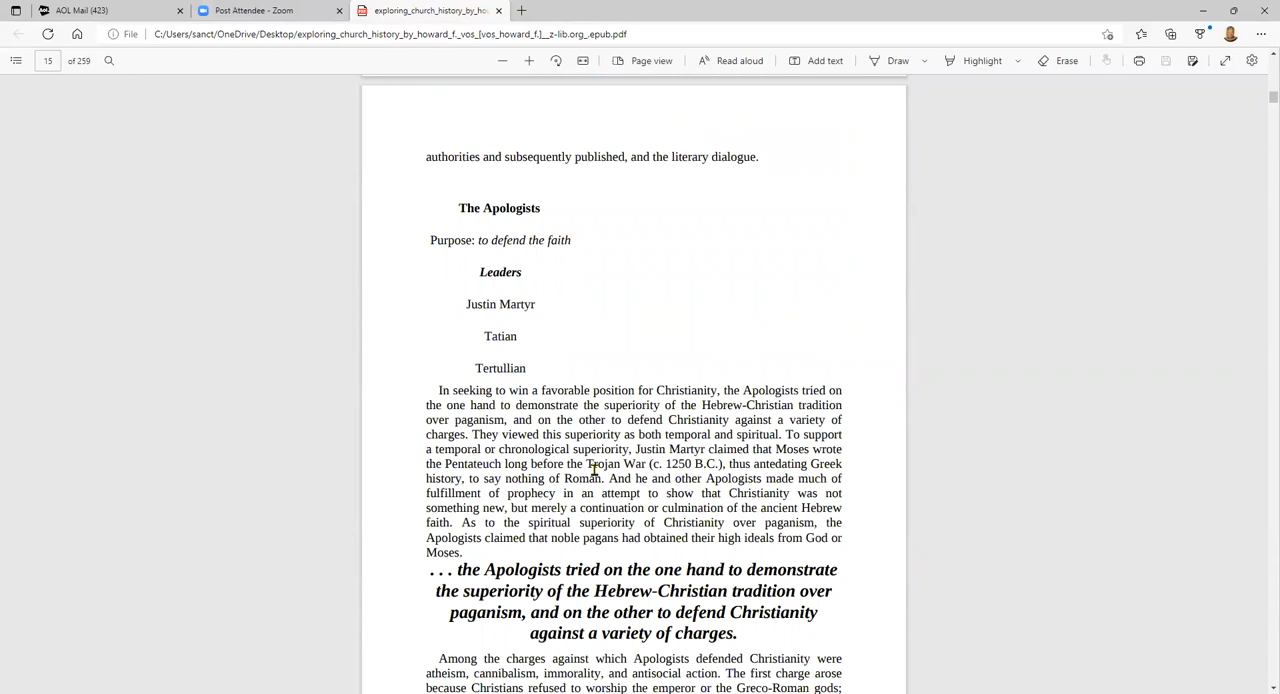 AOL Mail (423)
Post Attendee - Zoom
exploring_church_history_by_how
File
C:/Users/sanct/OneDrive/Desktop/exploring_church_history_by_howard_f._vos_[vos_howard_f.]__z-lib.org_.epub.pdf
15 of 259
Page view
Read aloud
Add text
Draw
Highlight
Erase
authorities and subsequently published, and the literary dialogue.
The Apologists
Purpose: to defend the faith
Leaders
Justin Martyr
Tatian
Tertullian
In seeking to win a favorable position for Christianity, the Apologists tried on
the one hand to demonstrate the superiority of the Hebrew-Christian tradition
over paganism, and on the other to defend Christianity against a variety of
charges. They viewed this superiority as both temporal and spiritual. To support
a temporal or chronological superiority, Justin Martyr claimed that Moses wrote
the Pentateuch long before the Trojan War (c. 1250 B.C.), thus antedating Greek
history, to say nothing of Roman. And he and other Apologists made much of
fulfillment of prophecy in an attempt to show that Christianity was not
something new, but merely a continuation or culmination of the ancient Hebrew
faith. As to the spiritual superiority of Christianity over paganism, the
Apologists claimed that noble pagans had obtained their high ideals from God or
Moses.
. . . the Apologists tried on the one hand to demonstrate
the superiority of the Hebrew-Christian tradition over
paganism, and on the other to defend Christianity
against a variety of charges.
Among the charges against which Apologists defended Christianity were
atheism, cannibalism, immorality, and antisocial action. The first charge arose
because Christians refused to worship the emperor or the Greco-Roman gods;